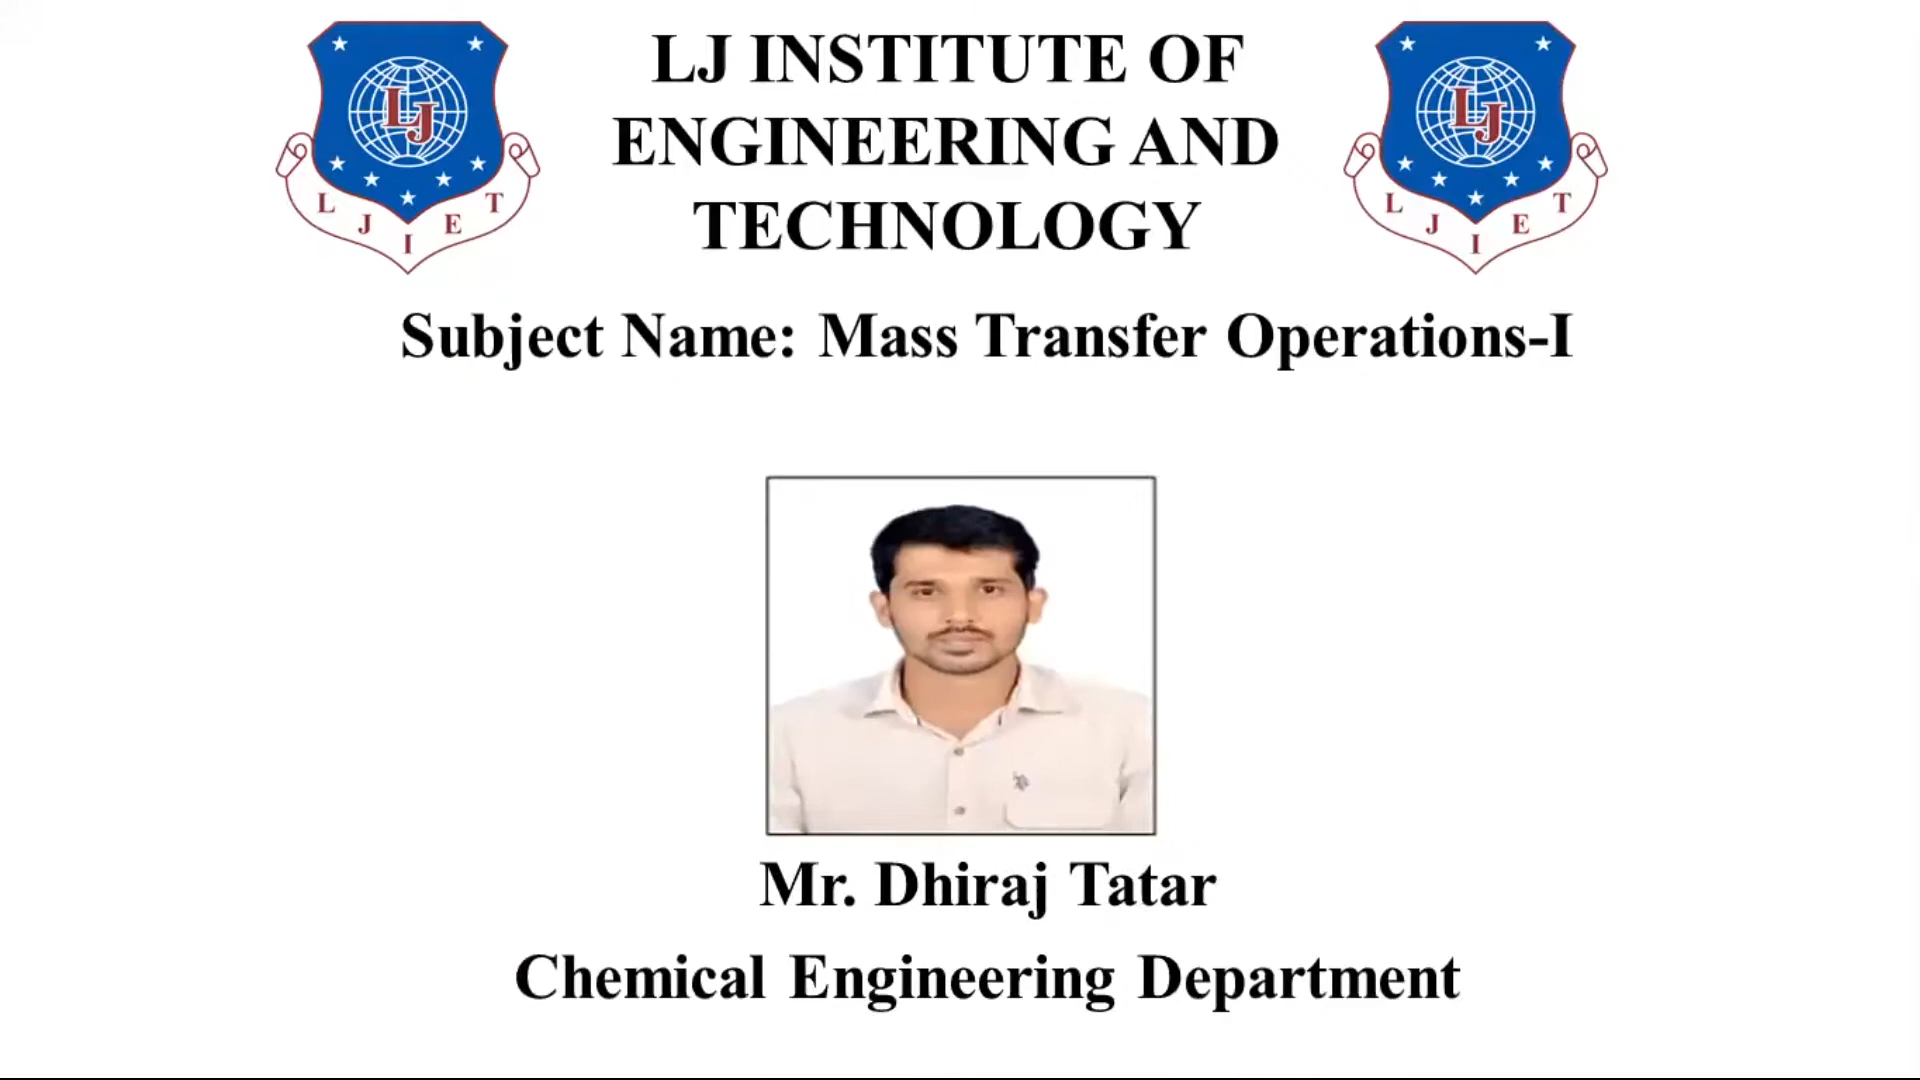 LJ INSTITUTE OF
ENGINEERING AND
TECHNOLOGY
LJ
L J I E T
LJ
L J I E T
Subject Name: Mass Transfer Operations-I
Mr. Dhiraj Tatar
Chemical Engineering Department